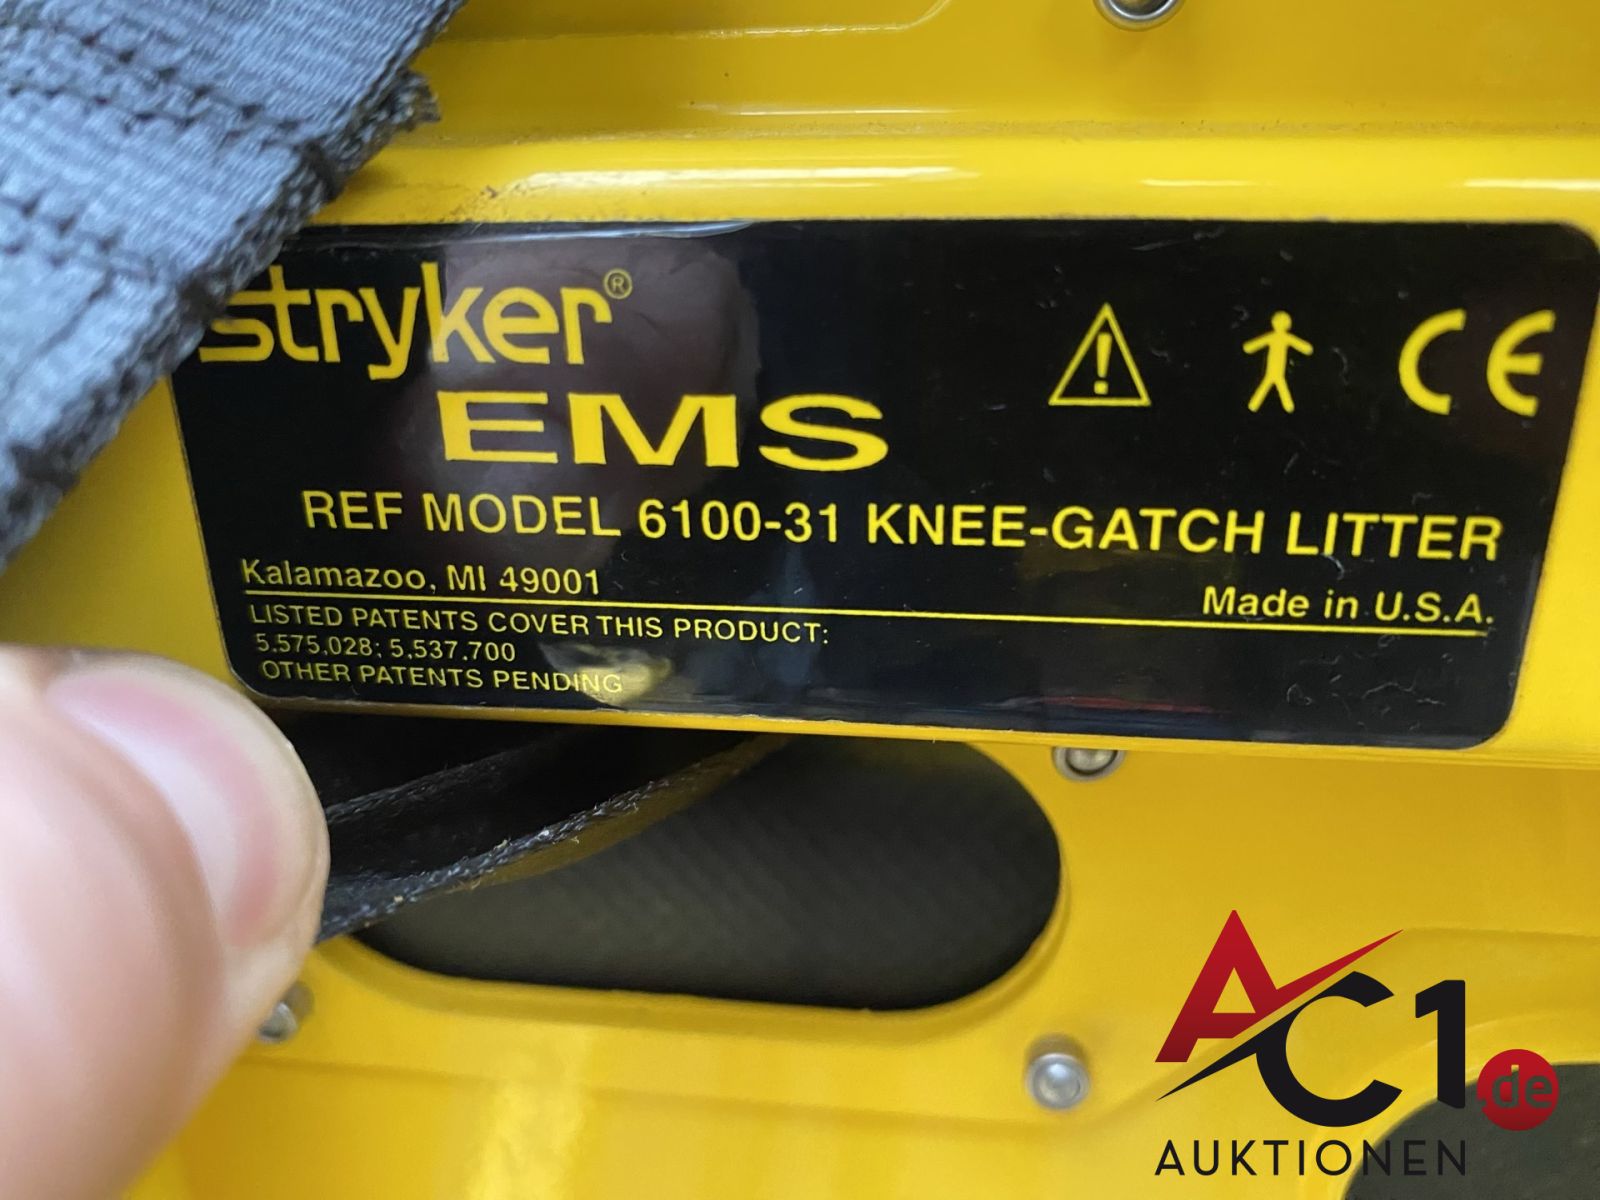 stryker®
EMS
CE
REF MODEL 6100-31 KNEE-GATCH LITTER
Kalamazoo, MI 49001
Made in U.S.A.
LISTED PATENTS COVER THIS PRODUCT:
5,575,028; 5,537,700
OTHER PATENTS PENDING
AC1.de
AUKTIONEN